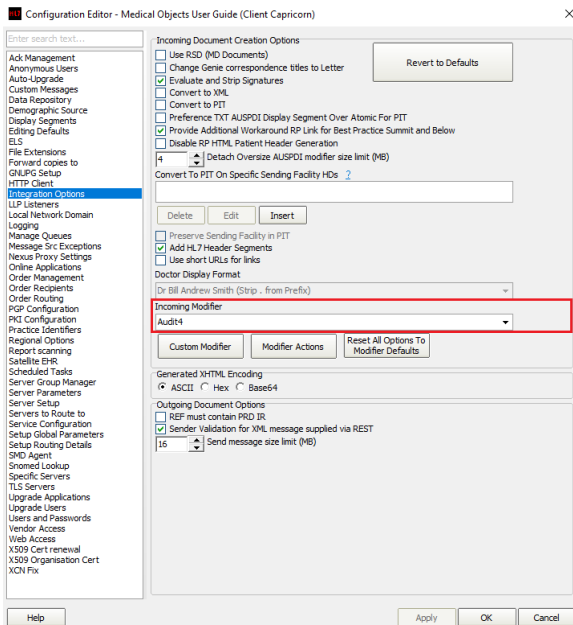 HLT Configuration Editor - Medical Objects User Guide (Client Capricorn)
Enter search text...
Ack Management
Anonymous Users
Auto-Upgrade
Custom Messages
Data Repository
Demographic Source
Display Segments
Editing Defaults
ELS
File Extensions
Forward copies to
GNUPG Setup
HTTP Client
Integration Options
LLP Listeners
Local Network Domain
Logging
Manage Queues
Message Src Exceptions
Nexus Proxy Settings
Online Applications
Order Management
Order Recipients
Order Routing
PGP Configuration
PKI Configuration
Practice Identifiers
Regional Options
Report scanning
Satellite EHR
Scheduled Tasks
Server Group Manager
Server Parameters
Server Setup
Servers to Route to
Service Configuration
Setup Global Parameters
Setup Routing Details
SMD Agent
Snomed Lookup
Specific Servers
TLS Servers
Upgrade Applications
Upgrade Users
Users and Passwords
Vendor Access
Web Access
X509 Cert renewal
X509 Organisation Cert
XCN Fix
Incoming Document Creation Options
Use RSD (MD Documents)
Change Genie correspondence titles to Letter
Evaluate and Strip Signatures
Convert to XML
Convert to PIT
Preference TXT AUSPDI Display Segment Over Atomic For PIT
Provide Additional Workaround RP Link for Best Practice Summit and Below
Disable RP HTML Patient Header Generation
4 Detach Oversize AUSPDI modifier size limit (MB)
Convert To PIT On Specific Sending Facility HDs ?
Revert to Defaults
Delete Edit Insert
Preserve Sending Facility in PIT
Add HL7 Header Segments
Use short URLs for links
Doctor Display Format
Dr Bill Andrew Smith (Strip . from Prefix)
Incoming Modifier
Audit4
Custom Modifier Modifier Actions Reset All Options To
Modifier Defaults
Generated XHTML Encoding
ASCII Hex Base64
Outgoing Document Options
REF must contain PRD IR
Sender Validation for XML message supplied via REST
16 Send message size limit (MB)
Help Apply OK Cancel